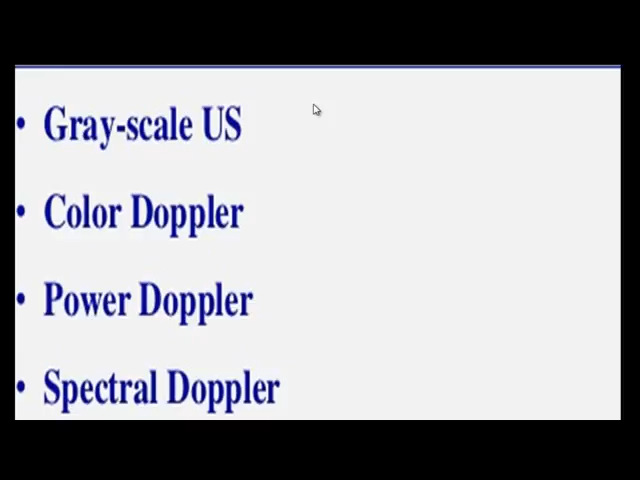 • Gray-scale US
• Color Doppler
• Power Doppler
• Spectral Doppler